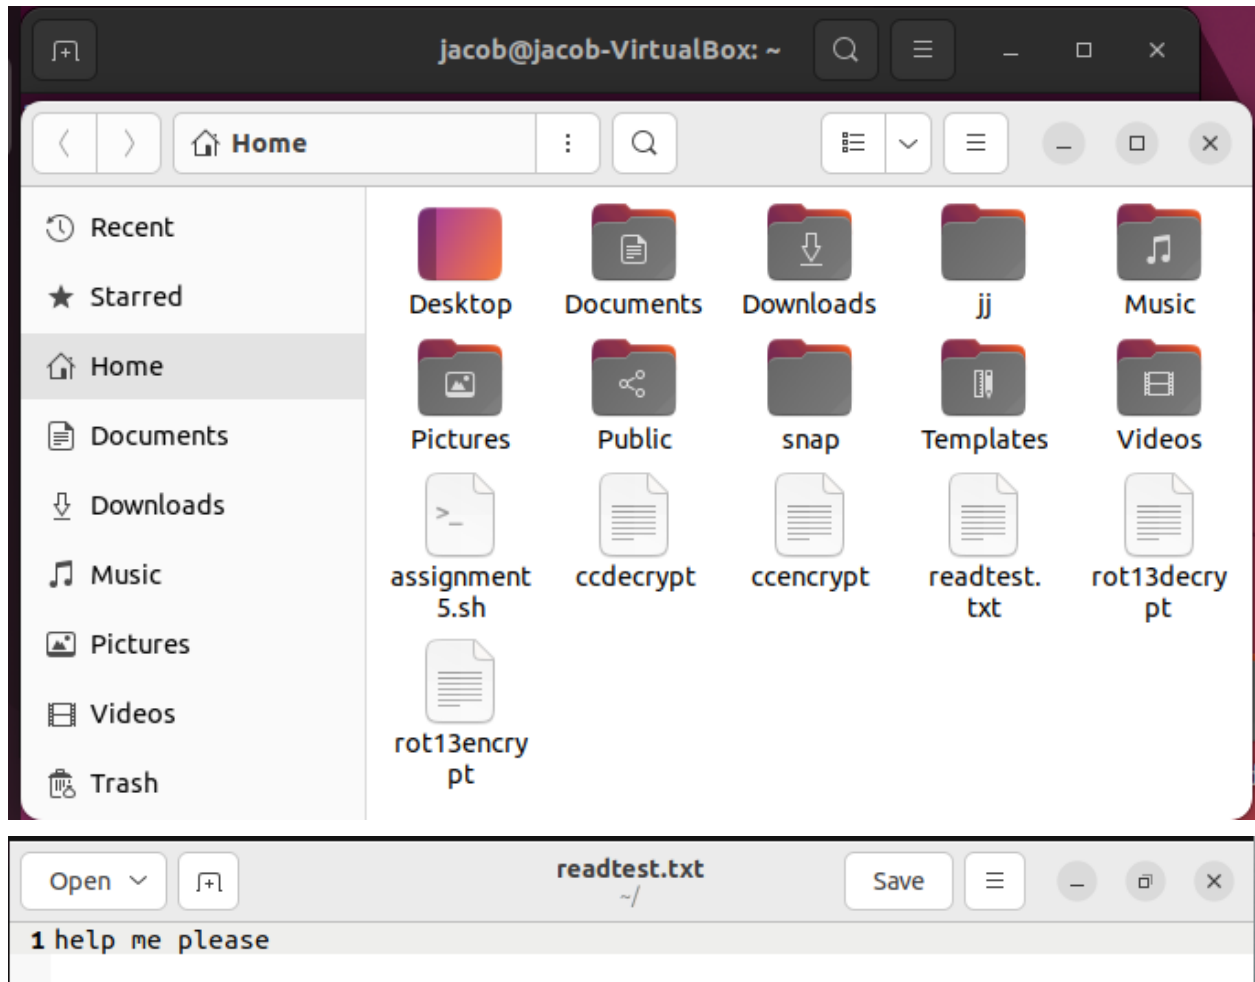 jacob@jacob-VirtualBox: ~
Home
Recent
Starred
Home
Documents
Downloads
Music
Pictures
Videos
Trash
Desktop
Documents
Downloads
jj
Music
Pictures
Public
snap
Templates
Videos
>_
assignment
5.sh
ccdecrypt
ccencrypt
readtest.
txt
rot13decry
pt
rot13encry
pt
Open
readtest.txt
~/
Save
1 help me please